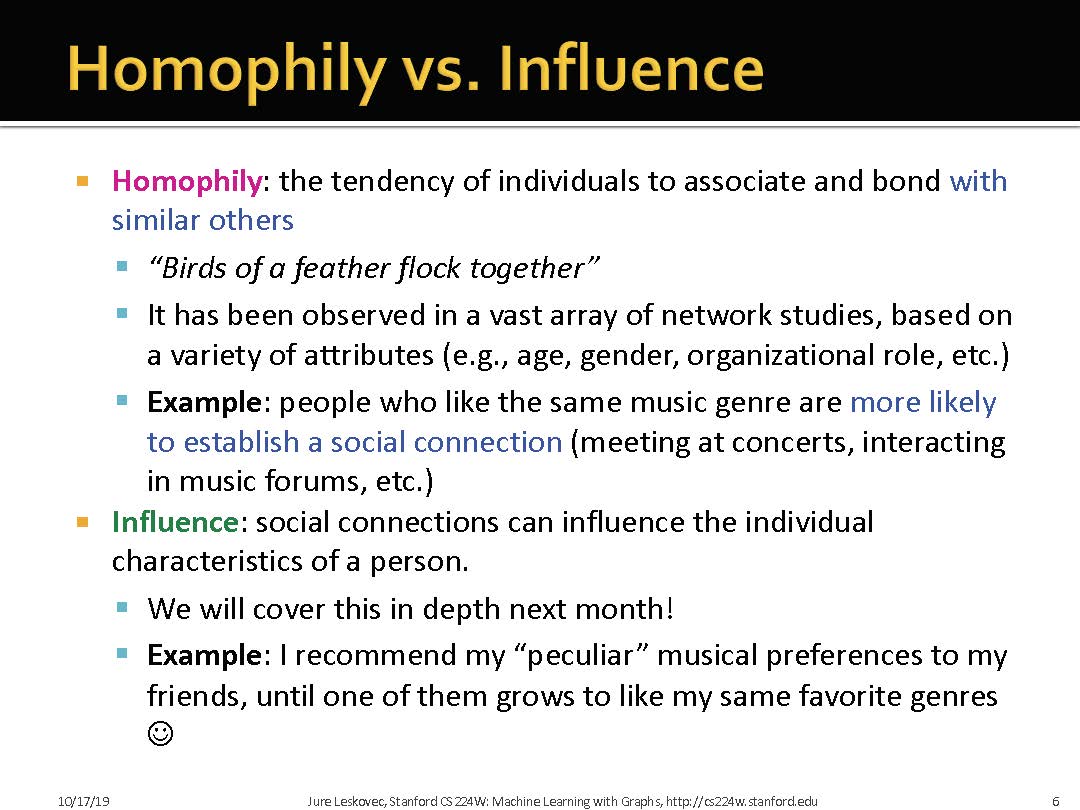 Homophily vs. Influence
Homophily: the tendency of individuals to associate and bond with
similar others
“Birds of a feather flock together”
It has been observed in a vast array of network studies, based on
a variety of attributes (e.g., age, gender, organizational role, etc.)
Example: people who like the same music genre are more likely
to establish a social connection (meeting at concerts, interacting
in music forums, etc.)
Influence: social connections can influence the individual
characteristics of a person.
We will cover this in depth next month!
Example: I recommend my “peculiar” musical preferences to my
friends, until one of them grows to like my same favorite genres
☺
10/17/19 Jure Leskovec, Stanford CS224W: Machine Learning with Graphs, http://cs224w.stanford.edu 6